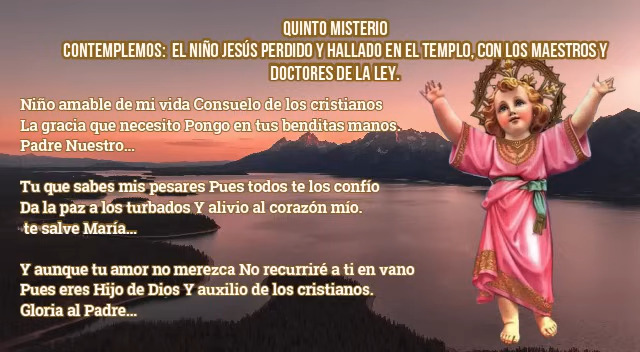 QUINTO MISTERIO
CONTEMPLEMOS: EL NIÑO JESÚS PERDIDO Y HALLADO EN EL TEMPLO, CON LOS MAESTROS Y
DOCTORES DE LA LEY.
Niño amable de mi vida Consuelo de los cristianos
La gracia que necesito Pongo en tus benditas manos.
Padre Nuestro...
Tu que sabes mis pesares Pues todos te los confío
Da la paz a los turbados Y alivio al corazón mío.
te salve María...
Y aunque tu amor no merezca No recurriré a ti en vano
Pues eres Hijo de Dios Y auxilio de los cristianos.
Gloria al Padre...